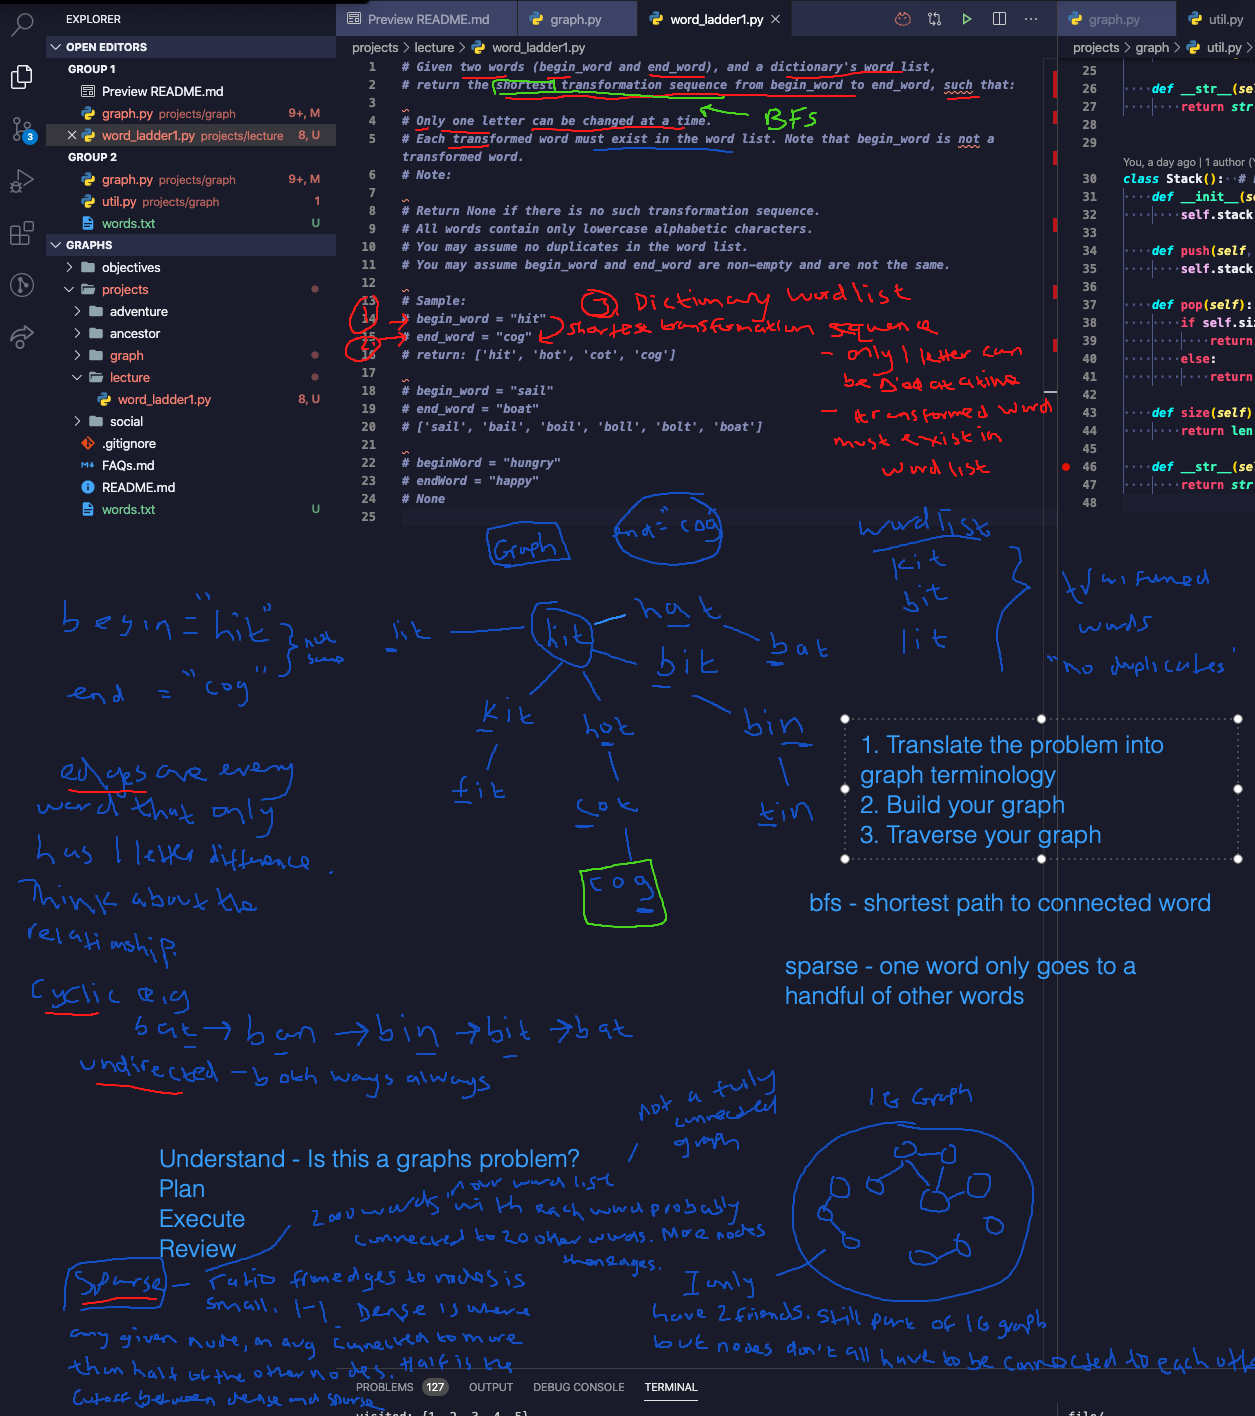 EXPLORER
OPEN EDITORS
GROUP 1
Preview README.md
graph.py projects/graph 9+, M
word_ladder1.py projects/lecture 8, U
GROUP 2
graph.py projects/graph 9+, M
util.py projects/graph 1
words.txt U
GRAPHS
objectives
projects
adventure
ancestor
graph
lecture
word_ladder1.py 8, U
social
.gitignore
FAQs.md
README.md
words.txt U
3
Preview README.md graph.py word_ladder1.py
projects > lecture > word_ladder1.py
1 # Given two words (begin_word and end_word), and a dictionary's word list,
2 # return the shortest transformation sequence from begin_word to end_word, such that:
3
4 # Only one letter can be changed at a time.
5 # Each transformed word must exist in the word list. Note that begin_word is not a
transformed word.
6 # Note:
7
8 # Return None if there is no such transformation sequence.
9 # All words contain only lowercase alphabetic characters.
10 # You may assume no duplicates in the word list.
11 # You may assume begin_word and end_word are non-empty and are not the same.
12
13 # Sample:
14 # begin_word = "hit"
15 # end_word = "cog"
16 # return: ['hit', 'hot', 'cot', 'cog']
17
18 # begin_word = "sail"
19 # end_word = "boat"
20 # ['sail', 'bail', 'boil', 'boll', 'bolt', 'boat']
21
22 # beginWord = "hungry"
23 # endWord = "happy"
24 # None
25
BFS
1
2
3 Dictionary wordlist
shortest transformation squence
- only 1 letter can
be
- transformed word
must exist in
word list
graph.py util.py
projects > graph > util.py >
25
26 def __str__(se
27 return str
28
29
You, a day ago | 1 author (
30 class Stack(): #
31 def __init__(s
32 self.stack
33
34 def push(self,
35 self.stack
36
37 def pop(self):
38 if self.si
39 return
40 else:
41 return
42
43 def size(self)
44 return len
45
46 def __str__(se
47 return str
48
Graph
end="cog"
word list
kit
bit
lit
words
"no duplicates"
begin="hit"
end = "cog"
not
lit
hit
hat
bat
bit
kit
hot
bin
fit
cot
tin
cog
edges are every
word that only
has 1 letter difference.
Think about the
relationship.
Cyclic e.g
bat → ban → bin → bit → bat
undirected - both ways always
1. Translate the problem into
graph terminology
2. Build your graph
3. Traverse your graph
bfs - shortest path to connected word
sparse - one word only goes to a
handful of other words
not a fully
connected
graph
IG Graph
Understand - Is this a graphs problem?
Plan
Execute
Review
2000 words in our word list
with each word probably
connected to 20 other words. More nodes
than edges.
Sparse - ratio from edges to nodes is
small. 1-1 Dense is where
any given node, on avg connected to more
than half of the other nodes. Half is the
cutoff between dense and sparse
I only
have 2 friends. Still part of IG graph
but nodes don't all have to be connected to each othe
PROBLEMS 127 OUTPUT DEBUG CONSOLE TERMINAL
visited: {1, 2, 3, 4, 5}
file/